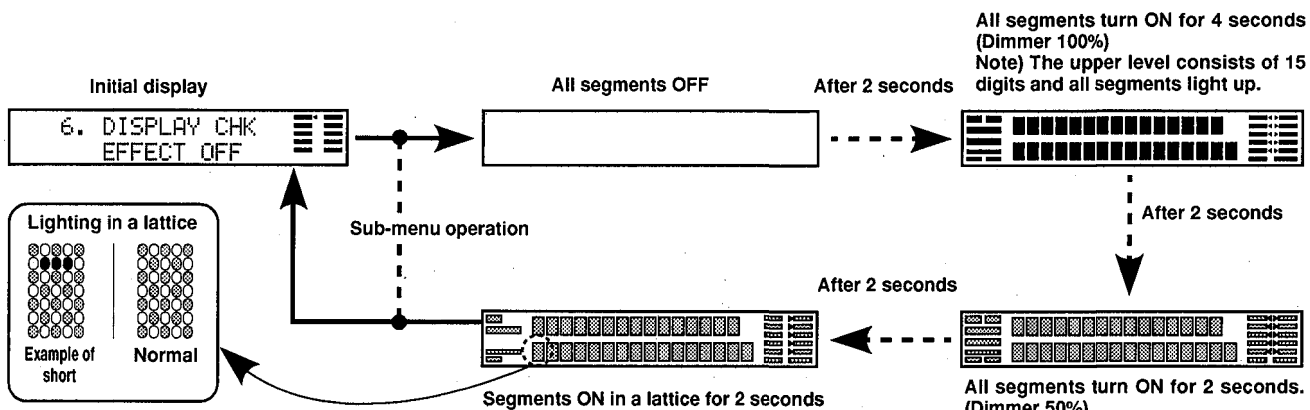 Initial display
6. DISPLAY CHK
EFFECT OFF
All segments OFF
After 2 seconds
All segments turn ON for 4 seconds
(Dimmer 100%)
Note) The upper level consists of 15
digits and all segments light up.
After 2 seconds
All segments turn ON for 2 seconds.
(Dimmer 50%)
After 2 seconds
Segments ON in a lattice for 2 seconds
Sub-menu operation
Lighting in a lattice
Example of
short
Normal